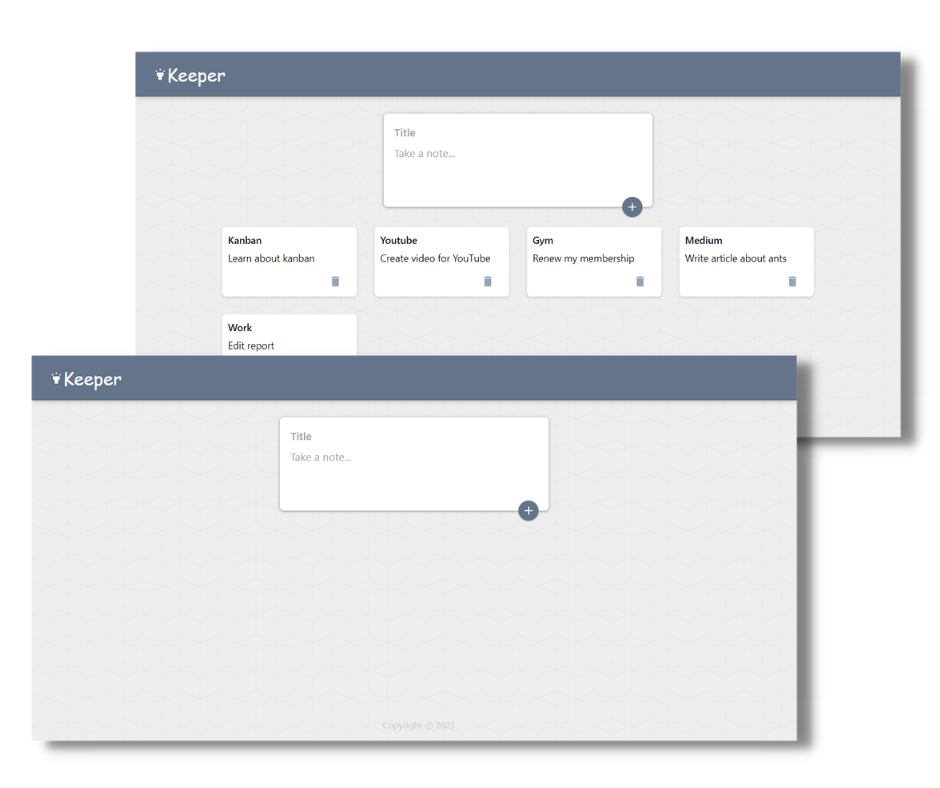 Keeper
Title
Take a note...
+
Kanban
Learn about kanban
Youtube
Create video for YouTube
Gym
Renew my membership
Medium
Write article about ants
Work
Edit report
Keeper
Title
Take a note...
+
Copyright © 2023